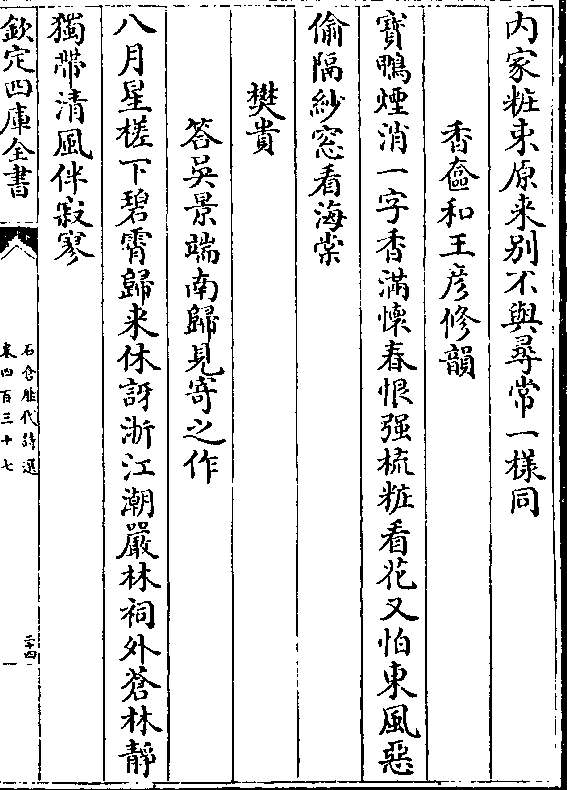 内家粧束原来别不與尋常一樣同
香奩和王彦修韻
寳鴨煙消一字香滿懐春恨强梳粧看花又怕東風惡
偷隔紗窓看海棠
樊貴
答吳景端南歸見寄之作
八月星槎下碧霄歸来休訝浙江潮嚴林祠外蒼林靜
獨帶清風伴寂寥
欽定四庫全書
石倉歴代詩選
卷四百三十七
二十四